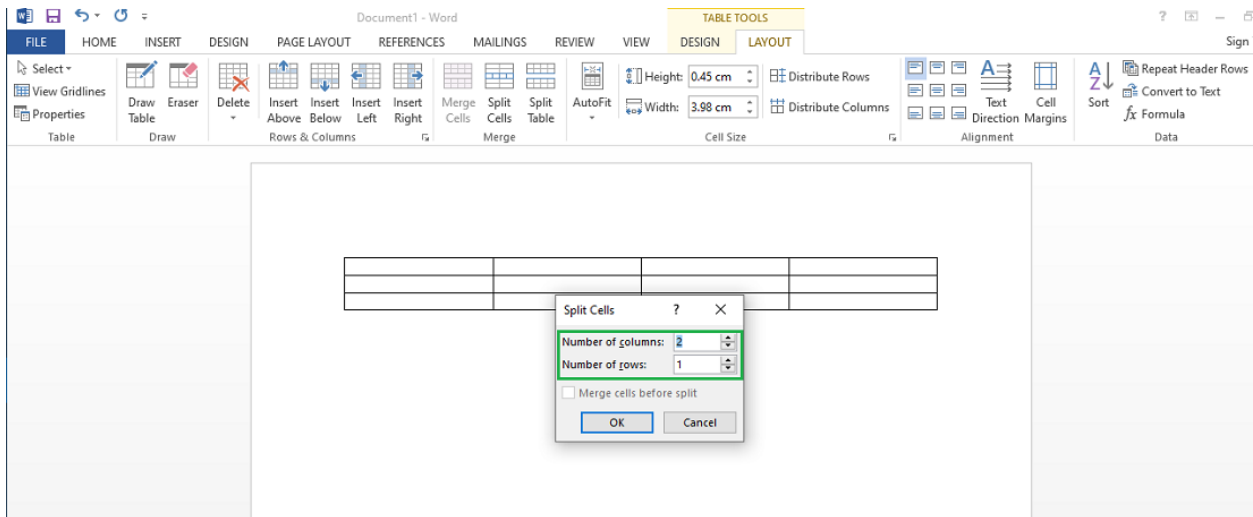 Document1 - Word
TABLE TOOLS
?
FILE HOME INSERT DESIGN PAGE LAYOUT REFERENCES MAILINGS REVIEW VIEW DESIGN LAYOUT Sign
Select
View Gridlines
Properties
Table
Draw Table
Eraser
Draw
Delete
Insert Above
Insert Below
Insert Left
Insert Right
Rows & Columns
Merge Cells
Split Cells
Split Table
Merge
AutoFit
Height: 0.45 cm
Width: 3.98 cm
Distribute Rows
Distribute Columns
Cell Size
Text Direction
Cell Margins
Alignment
Sort
Repeat Header Rows
Convert to Text
fx Formula
Data
Split Cells ?
Number of columns: 2
Number of rows: 1
Merge cells before split
OK Cancel